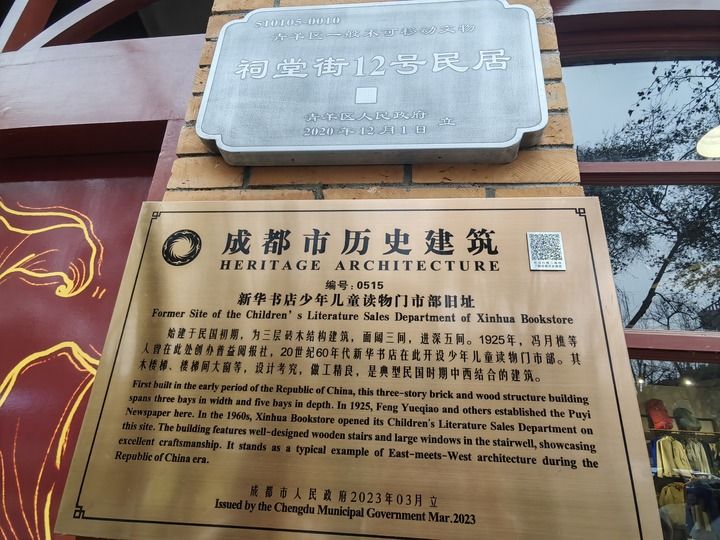 510105-0010
青羊区一般不可移动文物
祠堂街12号民居
青羊区人民政府
2020年12月1日 立
成都市历史建筑
HERITAGE ARCHITECTURE
编号：0515
新华书店少年儿童读物门市部旧址
Former Site of the Children's Literature Sales Department of Xinhua Bookstore
始建于民国初期，为三层砖木结构建筑，面阔三间，进深五间。1925年，冯月樵等
人曾在此处创办普益阅报社，20世纪60年代新华书店在此开设少年儿童读物门市部。其
木楼梯、楼梯间大窗等，设计考究，做工精良，是典型民国时期中西结合的建筑。
First built in the early period of the Republic of China, this three-story brick and wood structure building
spans three bays in width and five bays in depth. In 1925, Feng Yueqiao and others established the Puyi
Newspaper here. In the 1960s, Xinhua Bookstore opened its Children's Literature Sales Department on
this site. The building features well-designed wooden stairs and large windows in the stairwell, showcasing
excellent craftsmanship. It stands as a typical example of East-meets-West architecture during the
Republic of China era.
成都市人民政府2023年03月 立
Issued by the Chengdu Municipal Government Mar.2023